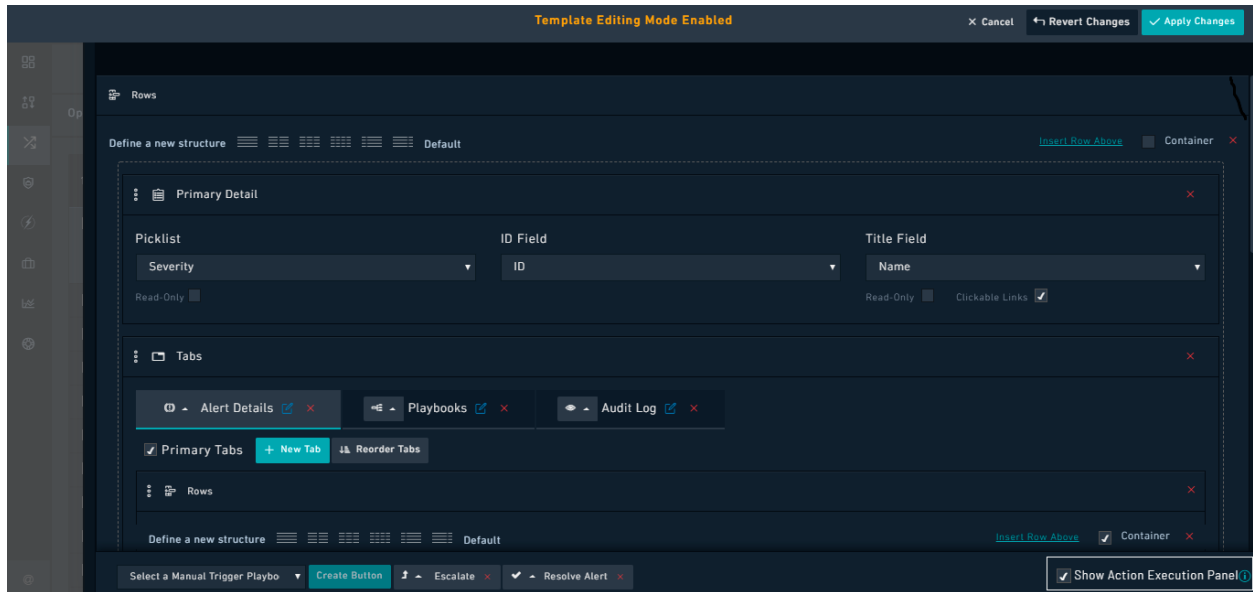 Template Editing Mode Enabled
Cancel Revert Changes Apply Changes
Op
Rows
Define a new structure Default Insert Row Above Container
Primary Detail
Picklist ID Field Title Field
Severity ID Name
Read-Only Read-Only Clickable Links
Tabs
Alert Details Playbooks Audit Log
Primary Tabs + New Tab Reorder Tabs
Rows
Define a new structure Default Insert Row Above Container
Select a Manual Trigger Playbo Create Button Escalate Resolve Alert Show Action Execution Panel